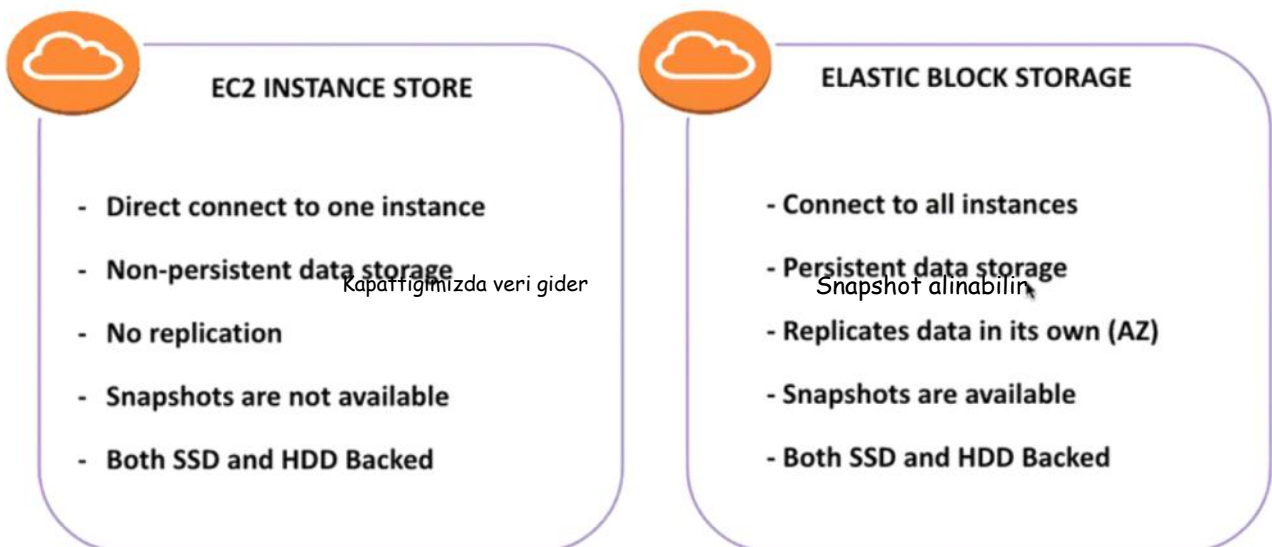 EC2 INSTANCE STORE
- Direct connect to one instance
- Non-persistent data storage
Kapattigimizda veri gider
- No replication
- Snapshots are not available
- Both SSD and HDD Backed
ELASTIC BLOCK STORAGE
- Connect to all instances
- Persistent data storage
Snapshot alinabilir
- Replicates data in its own (AZ)
- Snapshots are available
- Both SSD and HDD Backed